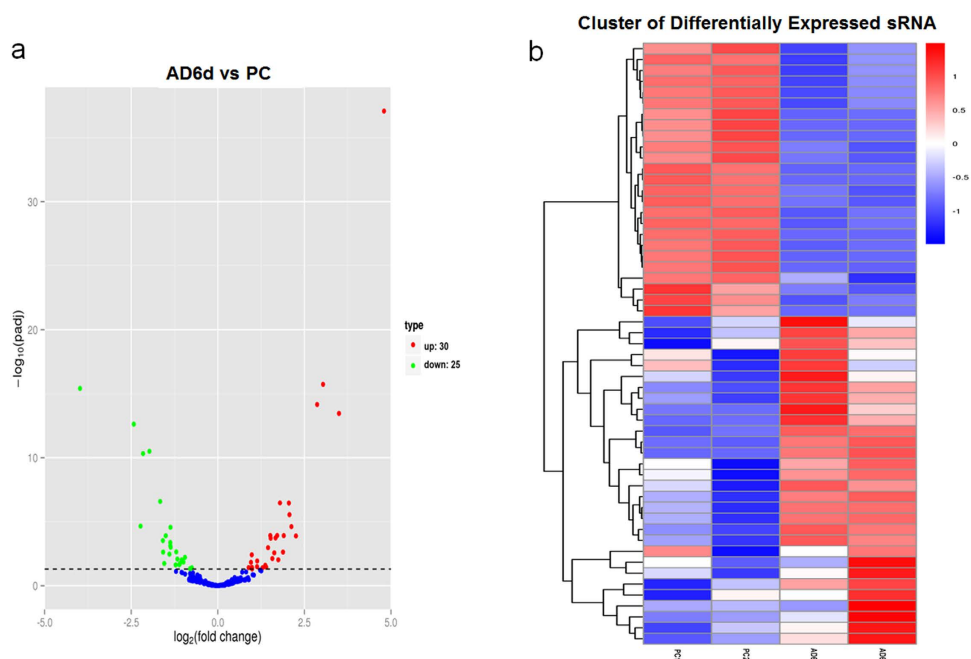 Cluster of Differentially Expressed sRNA
a
b
AD6d vs PC
30
20
10
0
−log10(padj)
-5.0
-2.5
0.0
2.5
5.0
log2(fold change)
type
up: 30
down: 25
1
0.5
0
-0.5
-1